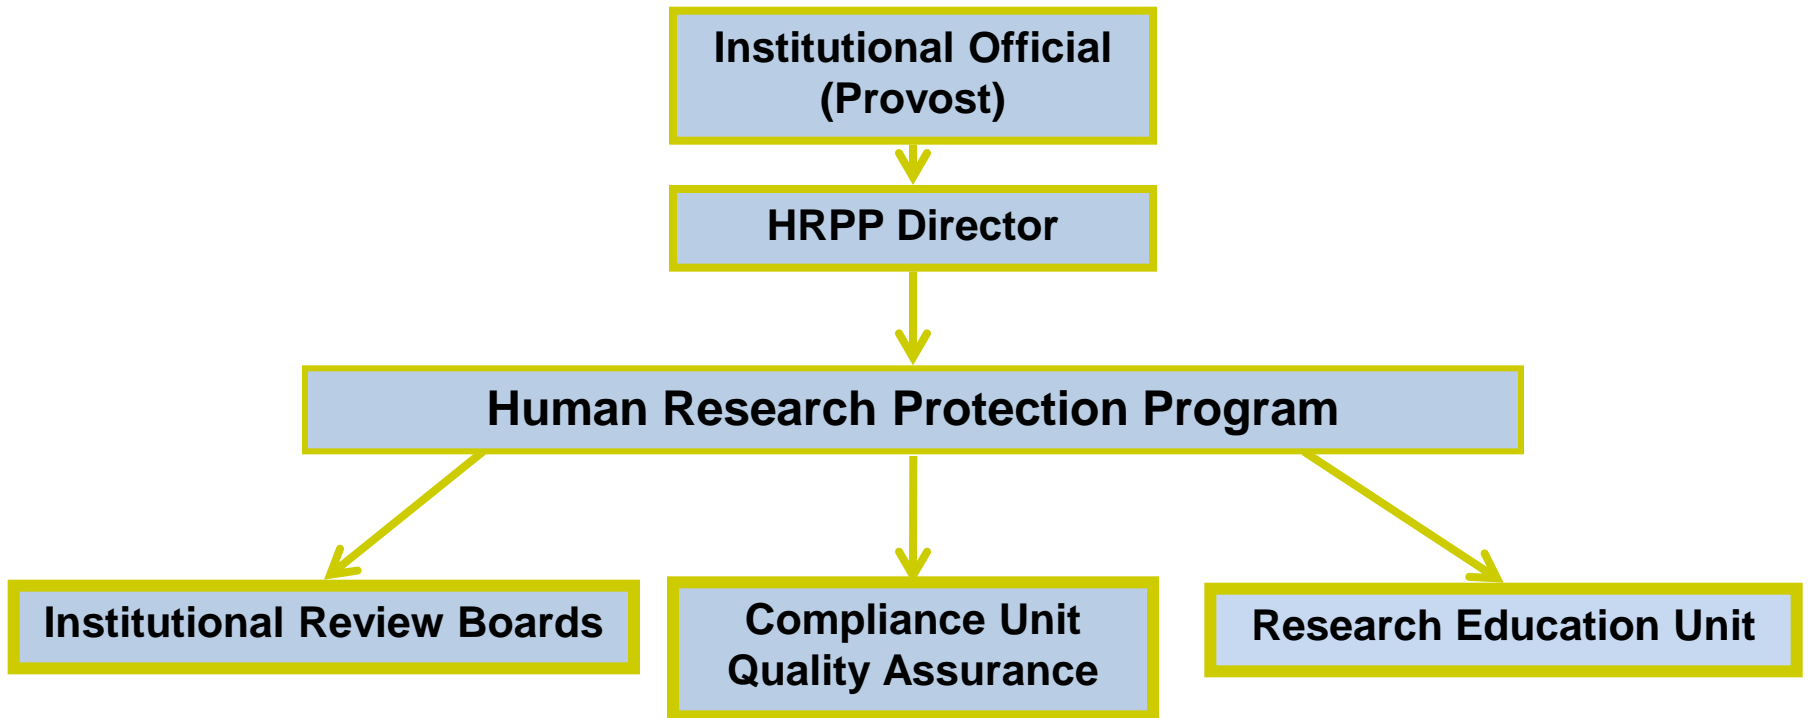 Institutional Official
(Provost)
HRPP Director
Human Research Protection Program
Institutional Review Boards
Compliance Unit
Quality Assurance
Research Education Unit